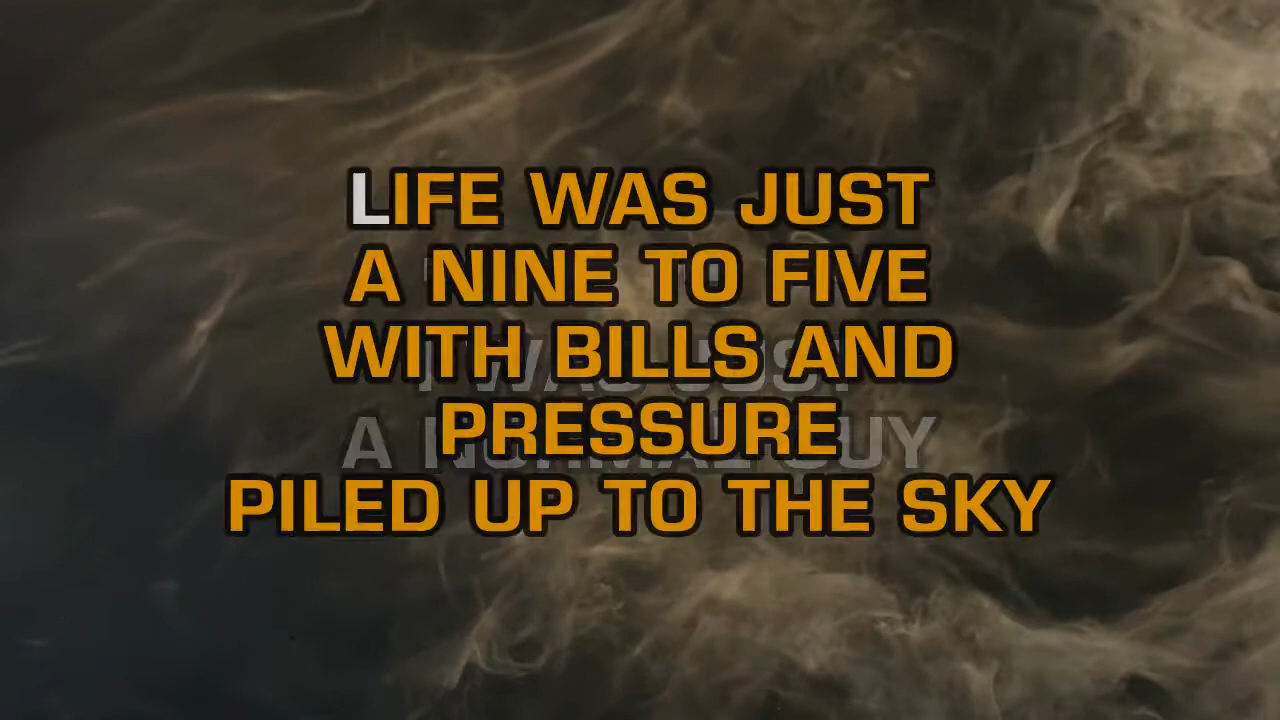 LIFE WAS JUST
A NINE TO FIVE
WITH BILLS AND
I WAS JUST
PRESSURE
A NORMAL GUY
PILED UP TO THE SKY